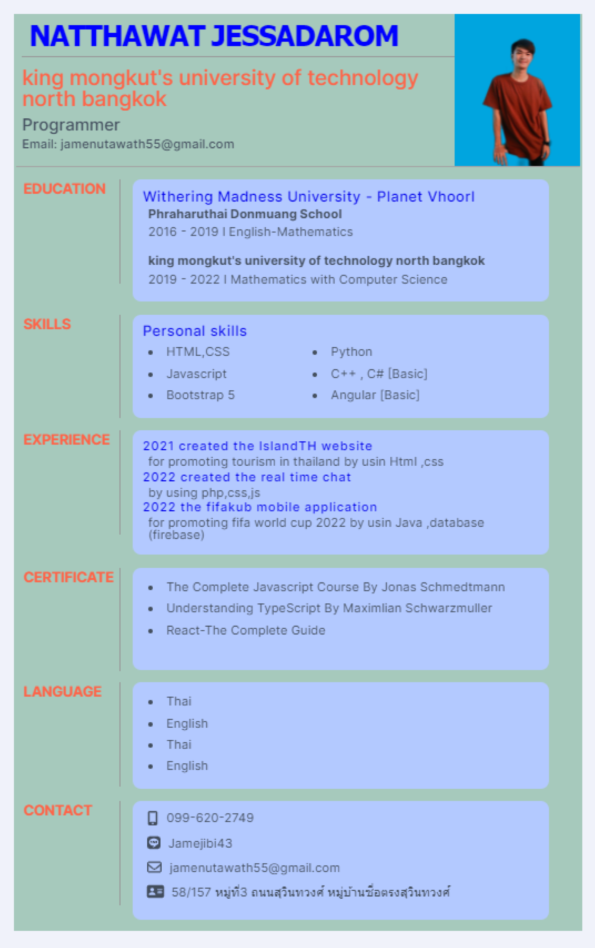 NATTHAWAT JESSADAROM
king mongkut's university of technology
north bangkok
Programmer
Email: jamenutawath55@gmail.com
EDUCATION
Withering Madness University - Planet Vhoorl
Phraharuthai Donmuang School
2016 - 2019 I English-Mathematics
king mongkut's university of technology north bangkok
2019 - 2022 I Mathematics with Computer Science
SKILLS
Personal skills
• HTML,CSS
• Python
• Javascript
• C++ , C# [Basic]
• Bootstrap 5
• Angular [Basic]
EXPERIENCE
2021 created the IslandTH website
for promoting tourism in thailand by usin Html ,css
2022 created the real time chat
by using php,css,js
2022 the fifakub mobile application
for promoting fifa world cup 2022 by usin Java ,database
(firebase)
CERTIFICATE
• The Complete Javascript Course By Jonas Schmedtmann
• Understanding TypeScript By Maximlian Schwarzmuller
• React-The Complete Guide
LANGUAGE
• Thai
• English
• Thai
• English
CONTACT
099-620-2749
Jamejibi43
jamenutawath55@gmail.com
58/157 หมู่ที่3 ถนนสุวินทวงศ์ หมู่บ้านซื่อตรงสุวินทวงศ์